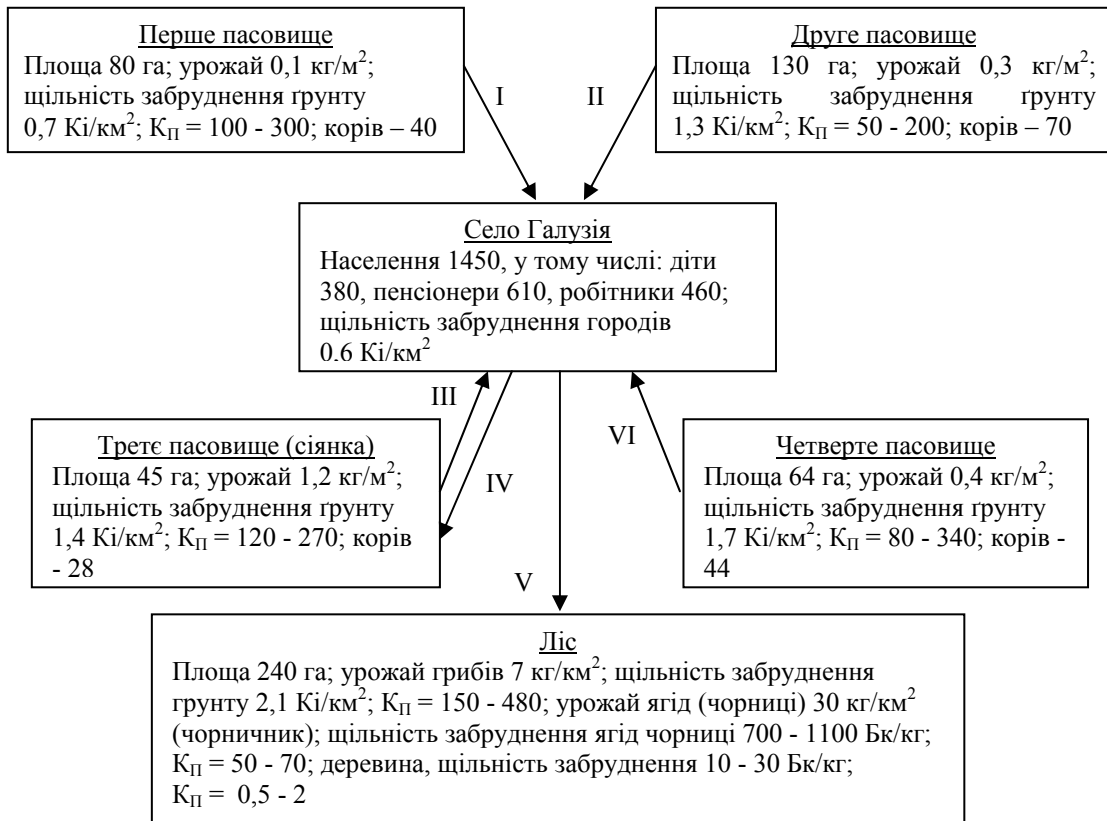 Перше пасовище
Площа 80 га; урожай 0,1 кг/м²;
щільність забруднення ґрунту
0,7 Кі/км²; КП = 100 - 300; корів – 40
I
II
Друге пасовище
Площа 130 га; урожай 0,3 кг/м²;
щільність забруднення ґрунту
1,3 Кі/км²; КП = 50 - 200; корів – 70
Село Галузія
Населення 1450, у тому числі: діти
380, пенсіонери 610, робітники 460;
щільність забруднення городів
0.6 Кі/км²
III
IV
V
VI
Третє пасовище (сіянка)
Площа 45 га; урожай 1,2 кг/м²;
щільність забруднення ґрунту
1,4 Кі/км²; КП = 120 - 270; корів
- 28
Четверте пасовище
Площа 64 га; урожай 0,4 кг/м²;
щільність забруднення ґрунту
1,7 Кі/км²; КП = 80 - 340; корів -
44
Ліс
Площа 240 га; урожай грибів 7 кг/км²; щільність забруднення
грунту 2,1 Кі/км²; КП = 150 - 480; урожай ягід (чорниці) 30 кг/км²
(чорничник); щільність забруднення ягід чорниці 700 - 1100 Бк/кг;
КП = 50 - 70; деревина, щільність забруднення 10 - 30 Бк/кг;
КП = 0,5 - 2